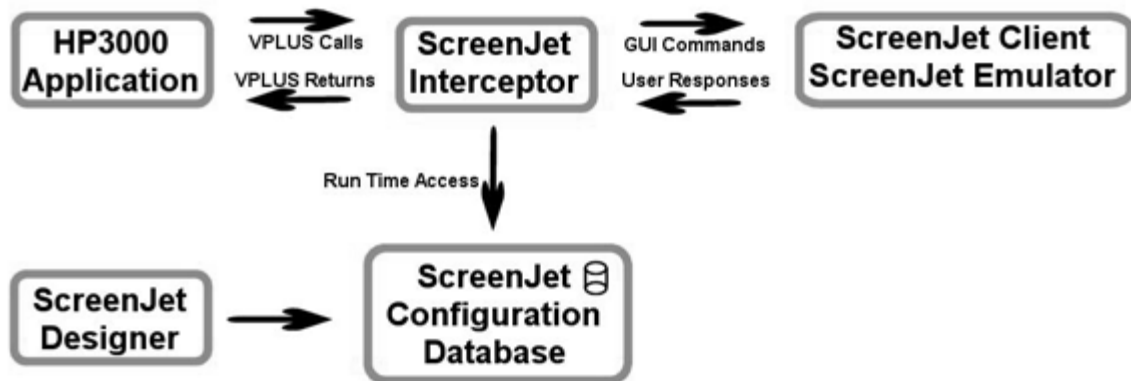 HP3000
Application
VPLUS Calls
VPLUS Returns
ScreenJet
Interceptor
GUI Commands
User Responses
ScreenJet Client
ScreenJet Emulator
Run Time Access
ScreenJet
Designer
ScreenJet
Configuration
Database